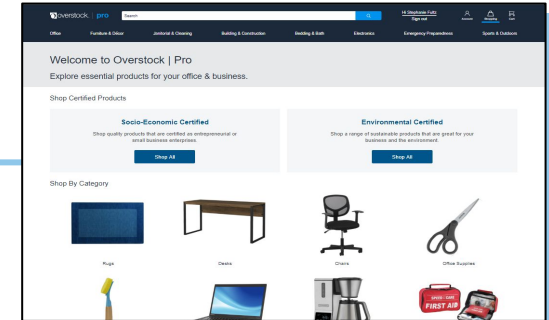 overstock. | pro
Search
Hi Stephanie Fultz
Sign out
Account
Shopping
Cart
Office
Furniture & Décor
Janitorial & Cleaning
Building & Construction
Bedding & Bath
Electronics
Emergency Preparedness
Sports & Outdoors
Welcome to Overstock | Pro
Explore essential products for your office & business.
Shop Certified Products
Socio-Economic Certified
Shop quality products that are certified as entrepreneurial or
small business enterprises.
Shop All
Environmental Certified
Shop a range of sustainable products that are great for your
business and the environment.
Shop All
Shop By Category
Rugs
Desks
Chairs
Office Supplies
FIRST AID